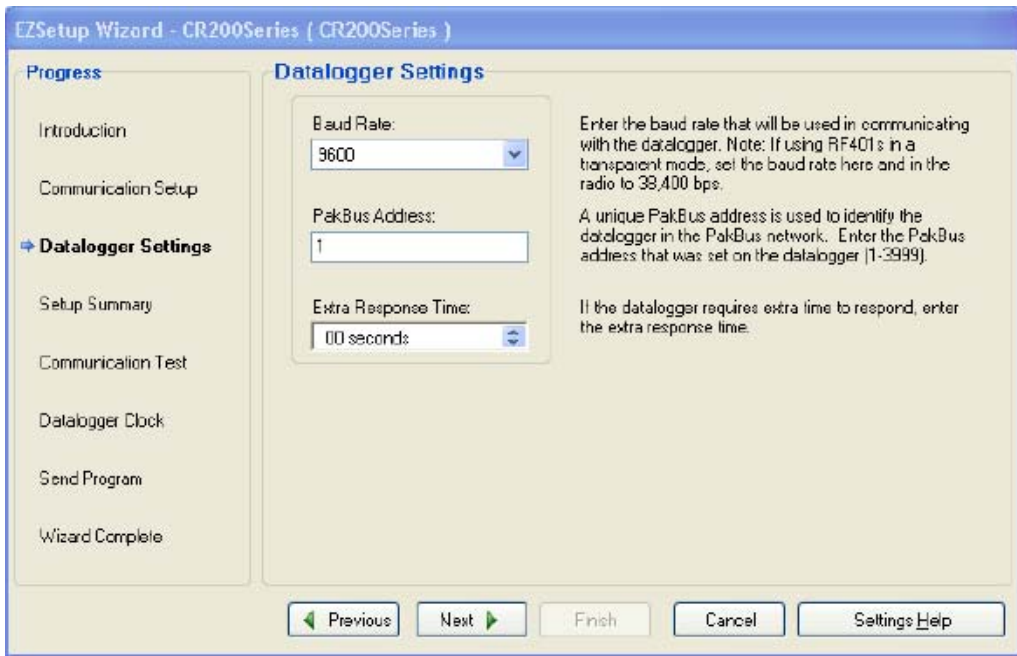 EZSetup Wizard - CR200Series ( CR200Series )
Progress
Introduction
Communication Setup
Datalogger Settings
Setup Summary
Communication Test
Datalogger Clock
Send Program
Wizard Complete
Datalogger Settings
Baud Rate:
9600
Enter the baud rate that will be used in communicating
with the datalogger. Note: If using RF401s in a
transparent mode, set the baud rate here and in the
radio to 38,400 bps.
PakBus Address:
1
A unique PakBus address is used to identify the
datalogger in the PakBus network. Enter the PakBus
address that was set on the datalogger (1-3999).
Extra Response Time:
00 seconds
If the datalogger requires extra time to respond, enter
the extra response time.
Previous
Next
Finish
Cancel
Settings Help